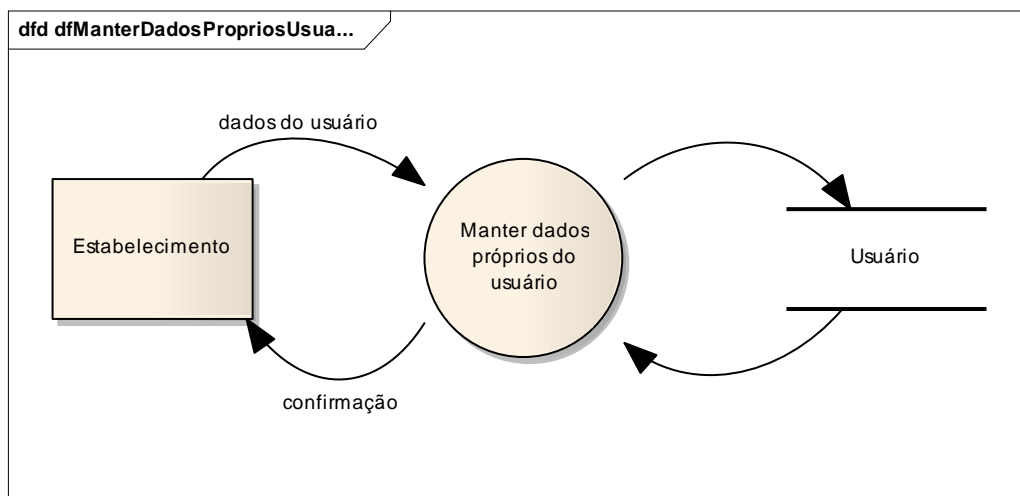 dfd dfManterDadosPropriosUsua...
dados do usuário
Estabelecimento
Manter dados
próprios do
usuário
Usuário
confirmação